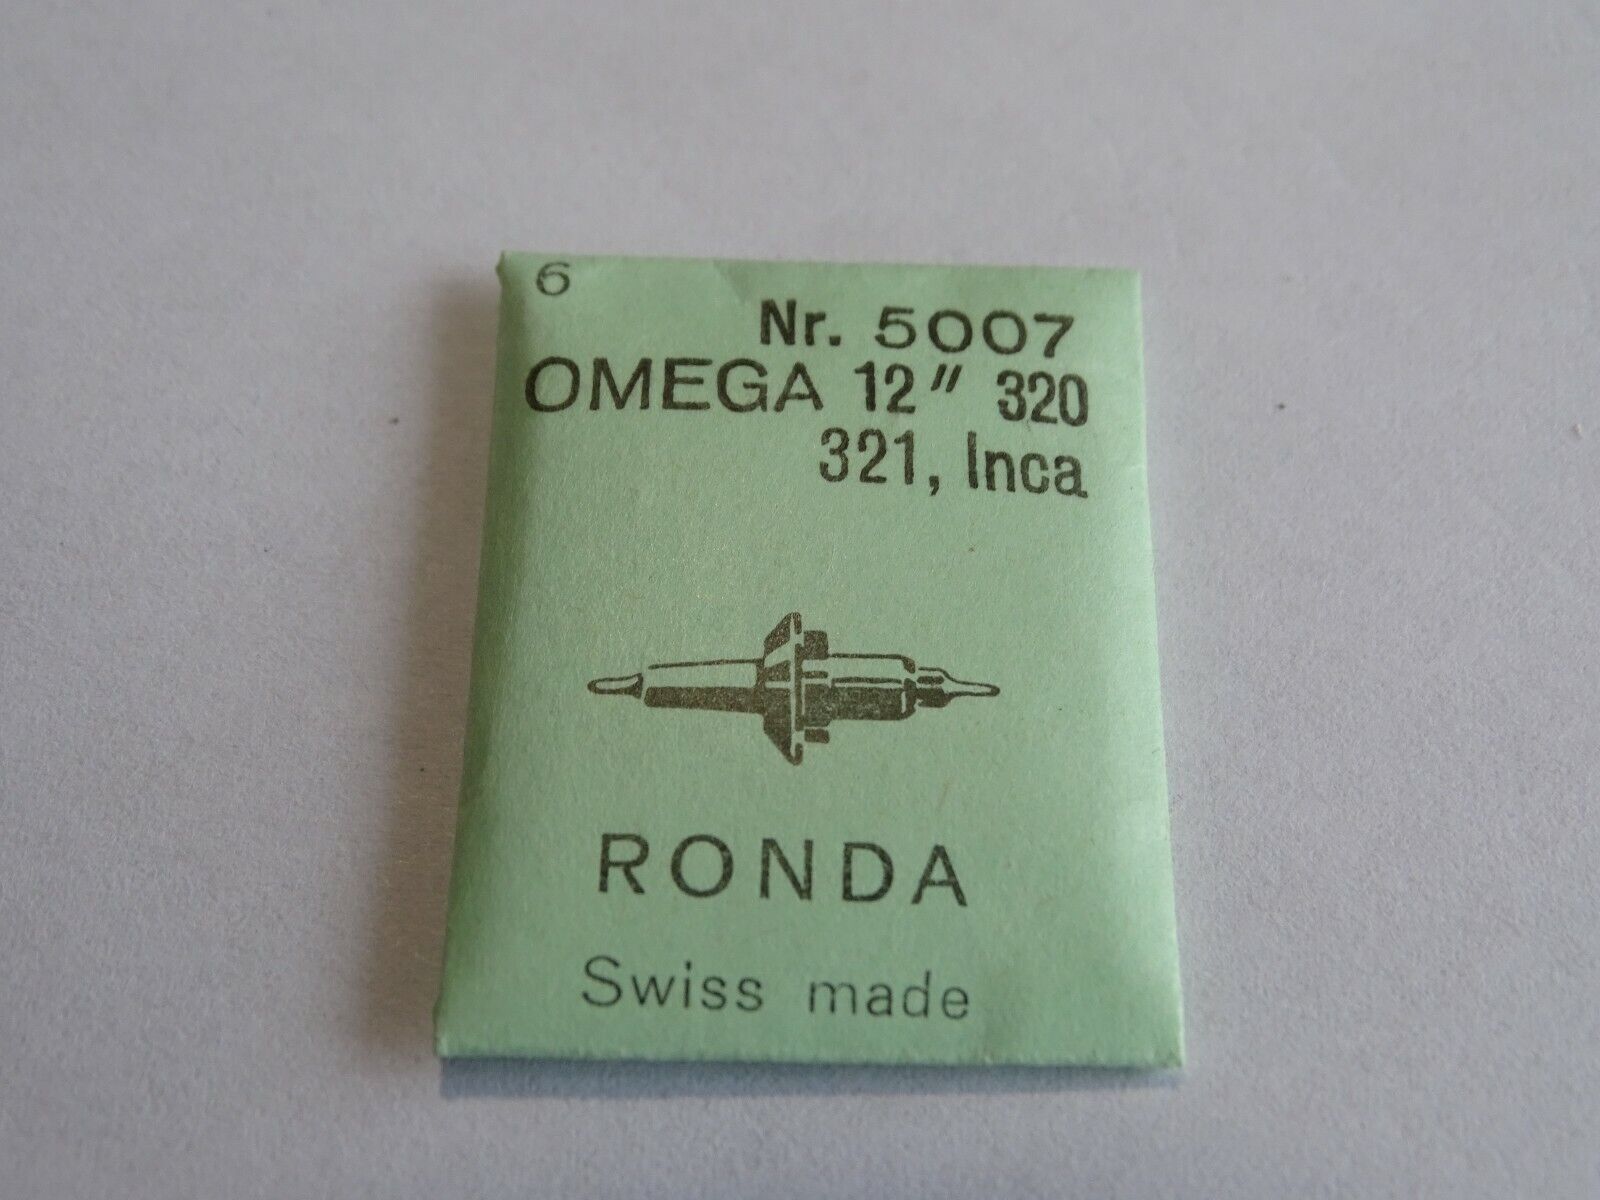 6
Nr. 5007
OMEGA 12″ 320
321, Inca
RONDA
Swiss made